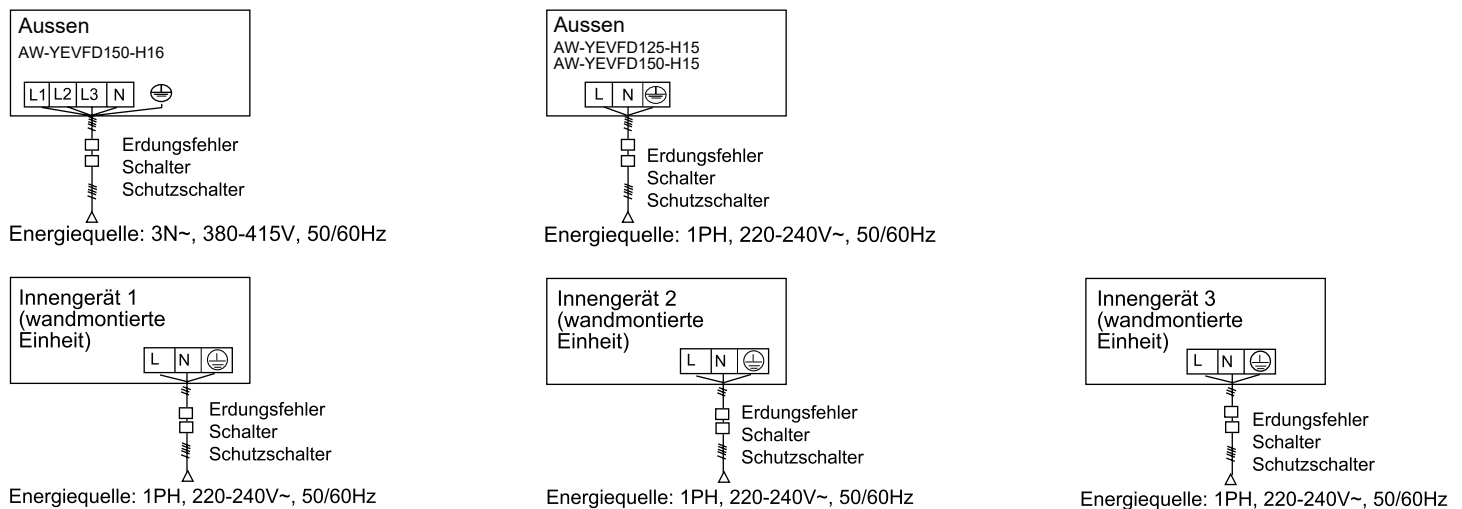 Aussen
AW-YEVFD150-H16
L1 L2 L3 N
Erdungsfehler
Schalter
Schutzschalter
Energiequelle: 3N~, 380-415V, 50/60Hz
Aussen
AW-YEVFD125-H15
AW-YEVFD150-H15
L N
Erdungsfehler
Schalter
Schutzschalter
Energiequelle: 1PH, 220-240V~, 50/60Hz
Innengerät 1
(wandmontierte
Einheit)
L N
Erdungsfehler
Schalter
Schutzschalter
Energiequelle: 1PH, 220-240V~, 50/60Hz
Innengerät 2
(wandmontierte
Einheit)
L N
Erdungsfehler
Schalter
Schutzschalter
Energiequelle: 1PH, 220-240V~, 50/60Hz
Innengerät 3
(wandmontierte
Einheit)
L N
Erdungsfehler
Schalter
Schutzschalter
Energiequelle: 1PH, 220-240V~, 50/60Hz